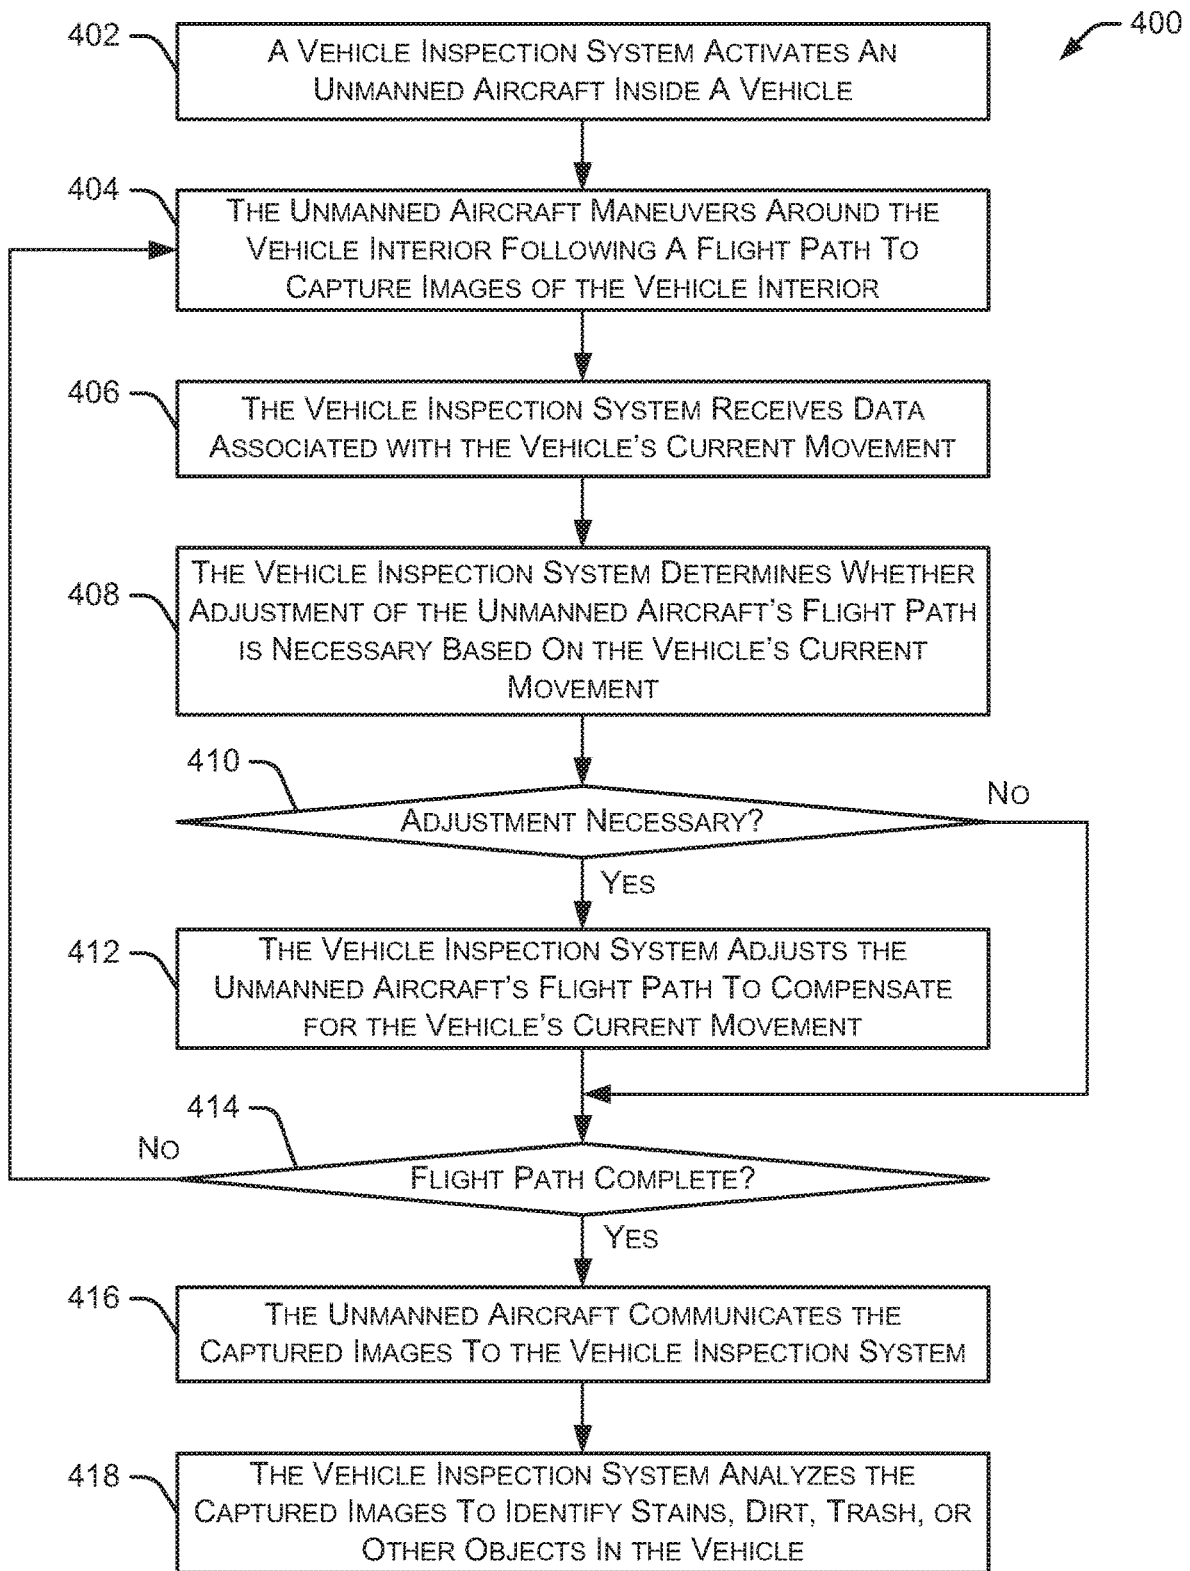 400
402
A VEHICLE INSPECTION SYSTEM ACTIVATES AN
UNMANNED AIRCRAFT INSIDE A VEHICLE
404
THE UNMANNED AIRCRAFT MANEUVERS AROUND THE
VEHICLE INTERIOR FOLLOWING A FLIGHT PATH TO
CAPTURE IMAGES OF THE VEHICLE INTERIOR
406
THE VEHICLE INSPECTION SYSTEM RECEIVES DATA
ASSOCIATED WITH THE VEHICLE'S CURRENT MOVEMENT
408
THE VEHICLE INSPECTION SYSTEM DETERMINES WHETHER
ADJUSTMENT OF THE UNMANNED AIRCRAFT'S FLIGHT PATH
IS NECESSARY BASED ON THE VEHICLE'S CURRENT
MOVEMENT
410
ADJUSTMENT NECESSARY?
NO
YES
412
THE VEHICLE INSPECTION SYSTEM ADJUSTS THE
UNMANNED AIRCRAFT'S FLIGHT PATH TO COMPENSATE
FOR THE VEHICLE'S CURRENT MOVEMENT
414
NO
FLIGHT PATH COMPLETE?
YES
416
THE UNMANNED AIRCRAFT COMMUNICATES THE
CAPTURED IMAGES TO THE VEHICLE INSPECTION SYSTEM
418
THE VEHICLE INSPECTION SYSTEM ANALYZES THE
CAPTURED IMAGES TO IDENTIFY STAINS, DIRT, TRASH, OR
OTHER OBJECTS IN THE VEHICLE